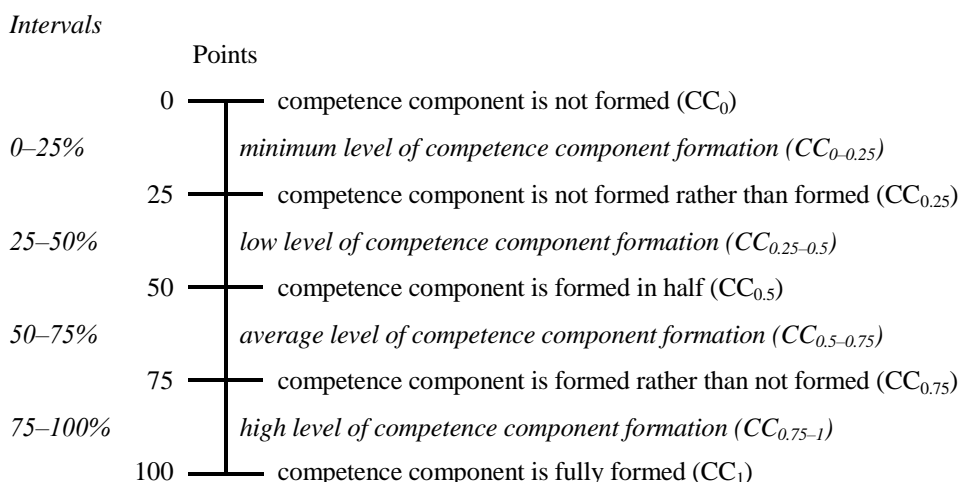 Intervals
Points
0 competence component is not formed (CC₀)
0–25% minimum level of competence component formation (CC₀–₀.₂₅)
25 competence component is not formed rather than formed (CC₀.₂₅)
25–50% low level of competence component formation (CC₀.₂₅–₀.₅)
50 competence component is formed in half (CC₀.₅)
50–75% average level of competence component formation (CC₀.₅–₀.₇₅)
75 competence component is formed rather than not formed (CC₀.₇₅)
75–100% high level of competence component formation (CC₀.₇₅–₁)
100 competence component is fully formed (CC₁)